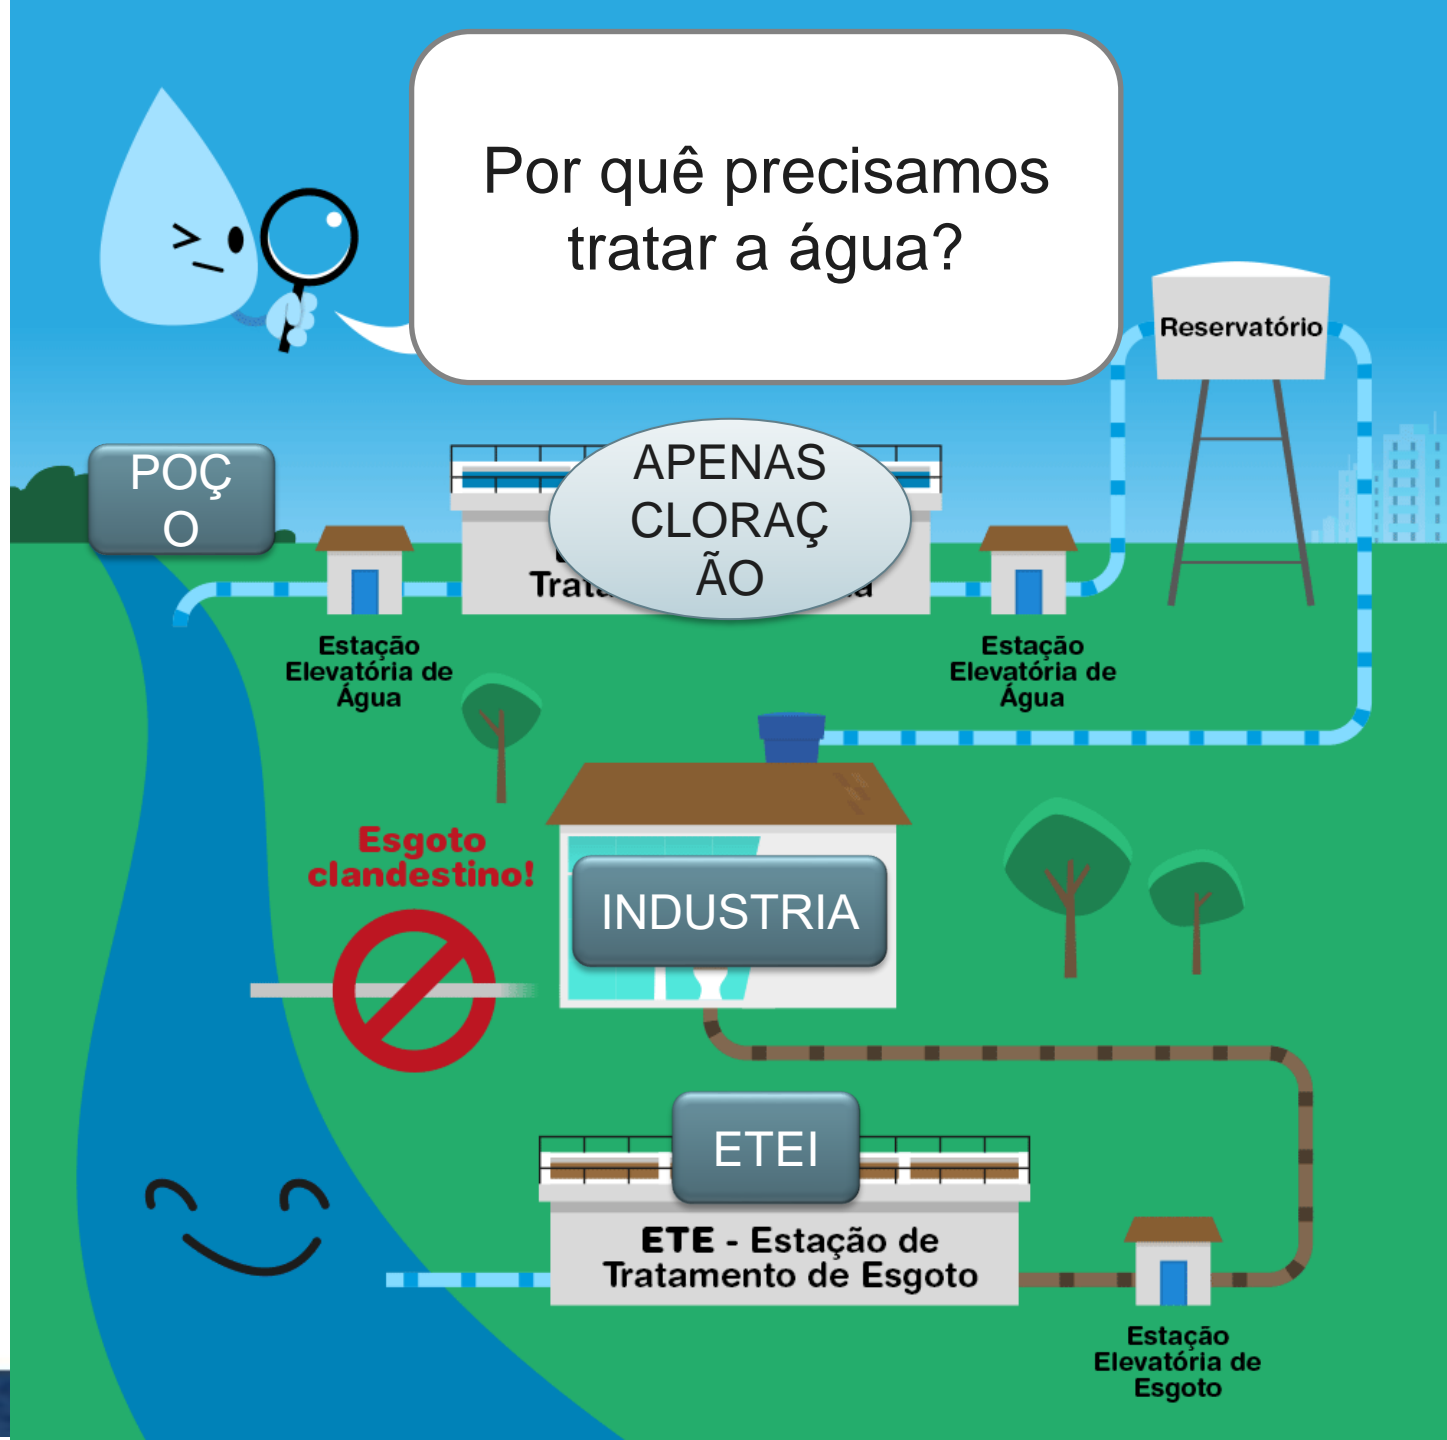 Por quê precisamos
tratar a água?
Reservatório
POÇ
O
APENAS
CLORAÇ
ÃO
Estação
Elevatória de
Água
Estação
Elevatória de
Água
Esgoto
clandestino!
INDUSTRIA
ETEI
ETE - Estação de
Tratamento de Esgoto
Estação
Elevatória de
Esgoto